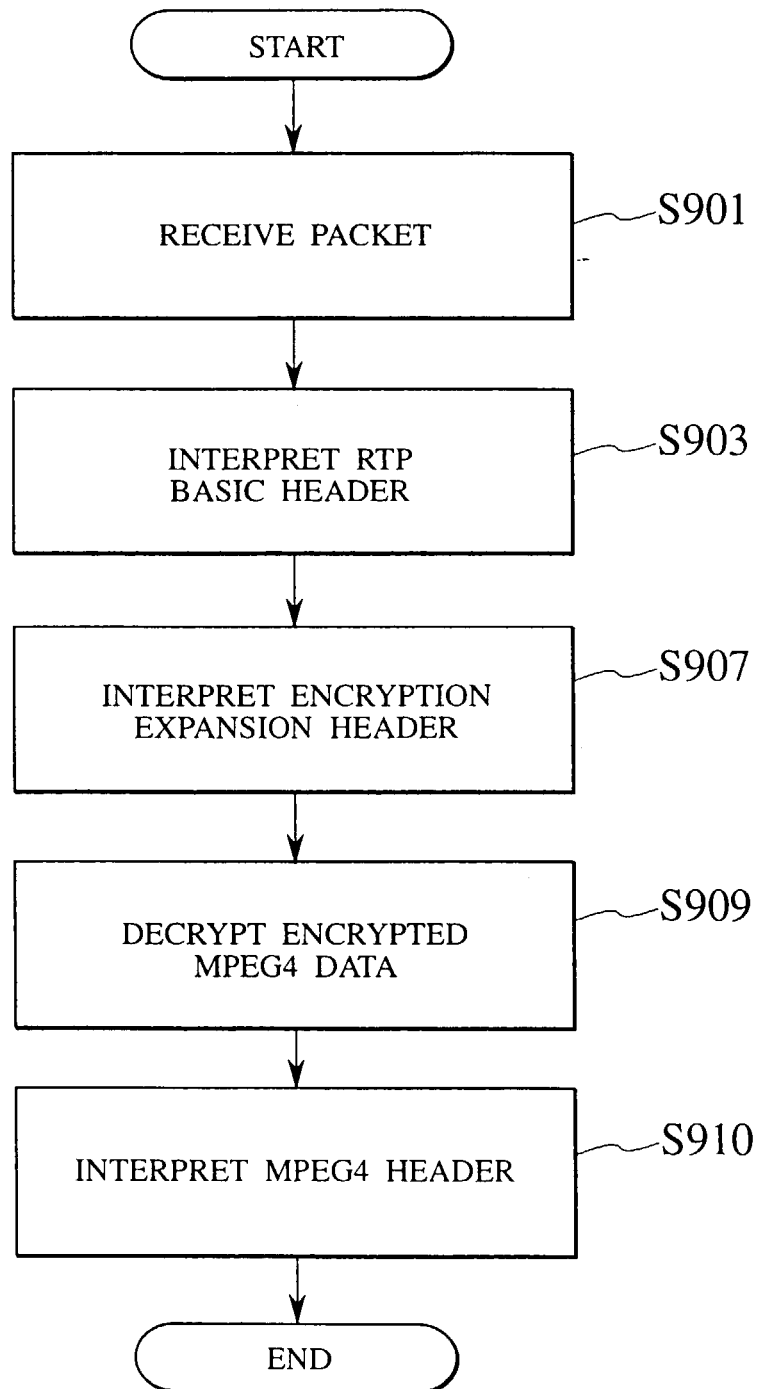 START
RECEIVE PACKET
S901
INTERPRET RTP
BASIC HEADER
S903
INTERPRET ENCRYPTION
EXPANSION HEADER
S907
DECRYPT ENCRYPTED
MPEG4 DATA
S909
INTERPRET MPEG4 HEADER
S910
END